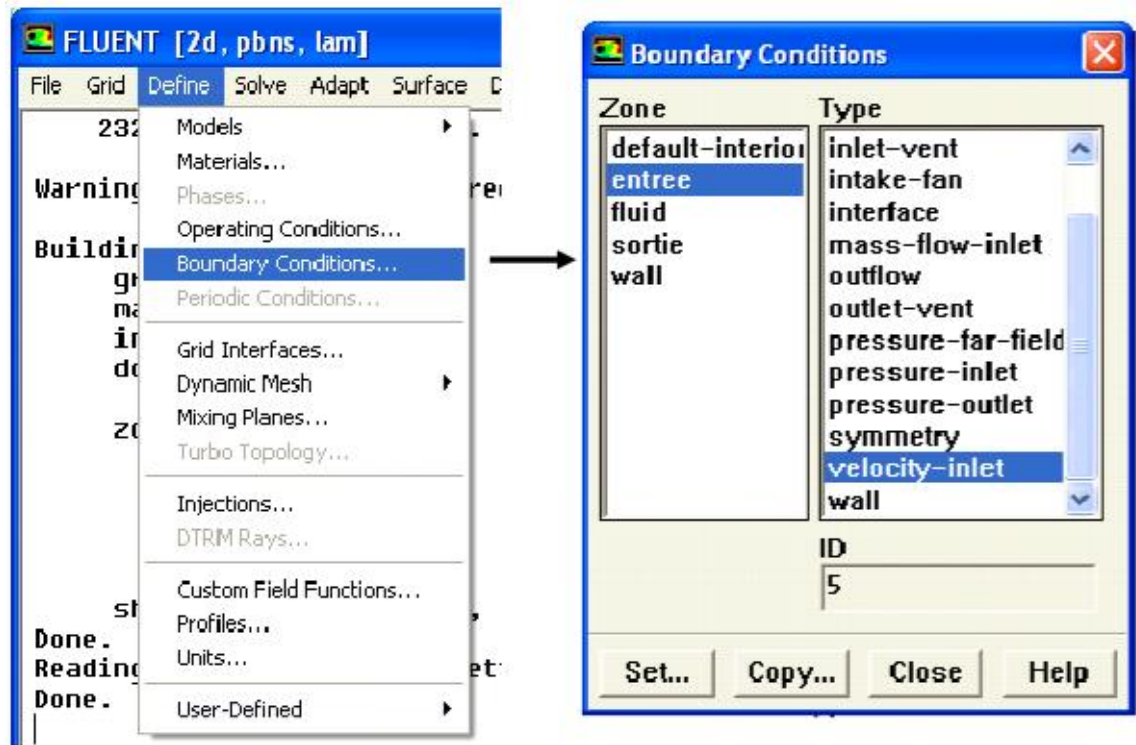 FLUENT [2d, pbns, lam]
File Grid Define Solve Adapt Surface
232
Models
Materials...
Warning
Phases...
Operating Conditions...
Buildin
Boundary Conditions...
Periodic Conditions...
Grid Interfaces...
Dynamic Mesh
Mixing Planes...
Turbo Topology...
Injections...
DTRM Rays...
Custom Field Functions...
Profiles...
Done.
Units...
Reading
Done.
User-Defined
Boundary Conditions
Zone
default-interior
entree
fluid
sortie
wall
Type
inlet-vent
intake-fan
interface
mass-flow-inlet
outflow
outlet-vent
pressure-far-field
pressure-inlet
pressure-outlet
symmetry
velocity-inlet
wall
ID
5
Set... Copy... Close Help